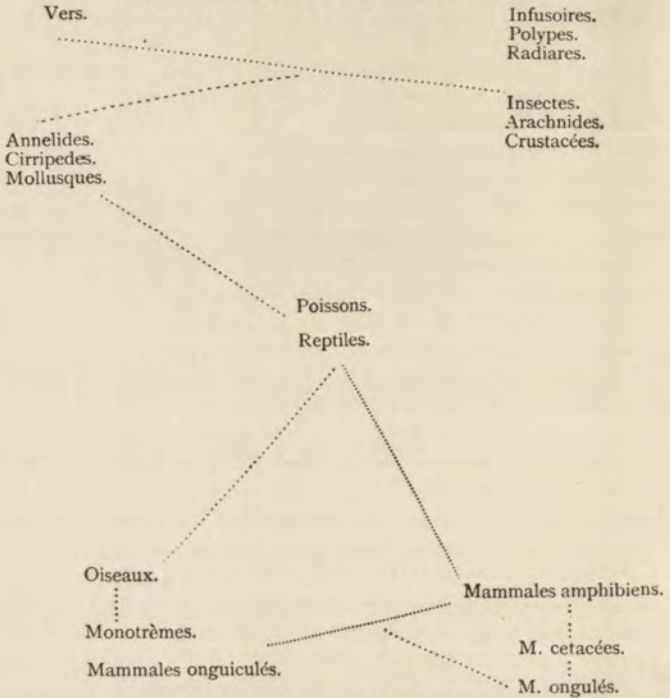 Vers.
Infusoires.
Polypes.
Radiares.
Insectes.
Arachnides.
Crustacées.
Annelides.
Cirripedes.
Mollusques.
Poissons.
Reptiles.
Oiseaux.
Monotrèmes.
Mammales onguiculés.
Mammales amphibiens.
M. cetacées.
M. ongulés.